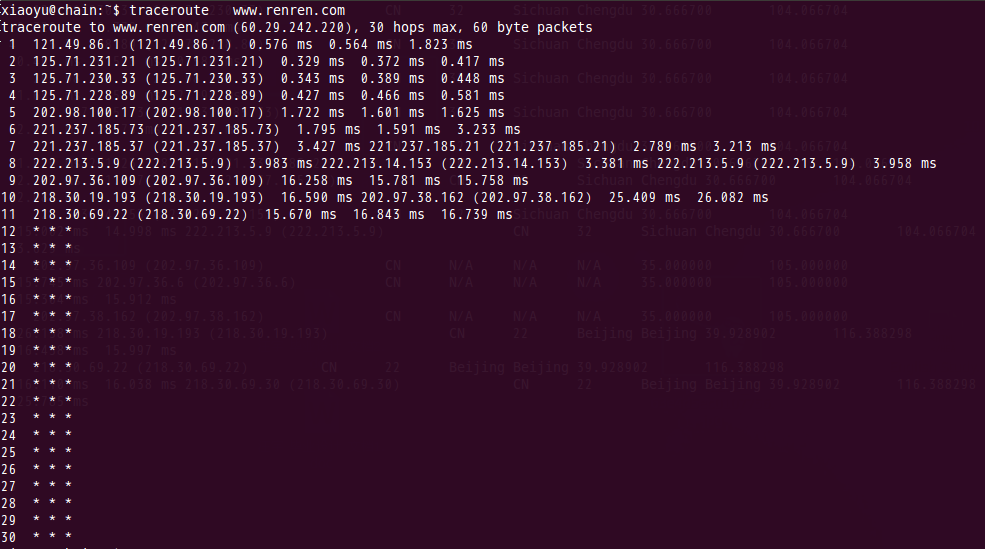 xiaoyu@chain:~$ traceroute   www.renren.com
traceroute to www.renren.com (60.29.242.220), 30 hops max, 60 byte packets
 1  121.49.86.1 (121.49.86.1)  0.576 ms  0.564 ms  1.823 ms
 2  125.71.231.21 (125.71.231.21)  0.329 ms  0.372 ms  0.417 ms
 3  125.71.230.33 (125.71.230.33)  0.343 ms  0.389 ms  0.448 ms
 4  125.71.228.89 (125.71.228.89)  0.427 ms  0.466 ms  0.581 ms
 5  202.98.100.17 (202.98.100.17)  1.722 ms  1.601 ms  1.625 ms
 6  221.237.185.73 (221.237.185.73)  1.795 ms  1.591 ms  3.233 ms
 7  221.237.185.37 (221.237.185.37)  3.427 ms 221.237.185.21 (221.237.185.21)  2.789 ms  3.213 ms
 8  222.213.5.9 (222.213.5.9)  3.983 ms 222.213.14.153 (222.213.14.153)  3.381 ms 222.213.5.9 (222.213.5.9)  3.958 ms
 9  202.97.36.109 (202.97.36.109)  16.258 ms  15.781 ms  15.758 ms
10  218.30.19.193 (218.30.19.193)  16.590 ms 202.97.38.162 (202.97.38.162)  25.409 ms  26.082 ms
11  218.30.69.22 (218.30.69.22)  15.670 ms  16.843 ms  16.739 ms
12  * * *
13  * * *
14  * * *
15  * * *
16  * * *
17  * * *
18  * * *
19  * * *
20  * * *
21  * * *
22  * * *
23  * * *
24  * * *
25  * * *
26  * * *
27  * * *
28  * * *
29  * * *
30  * * *